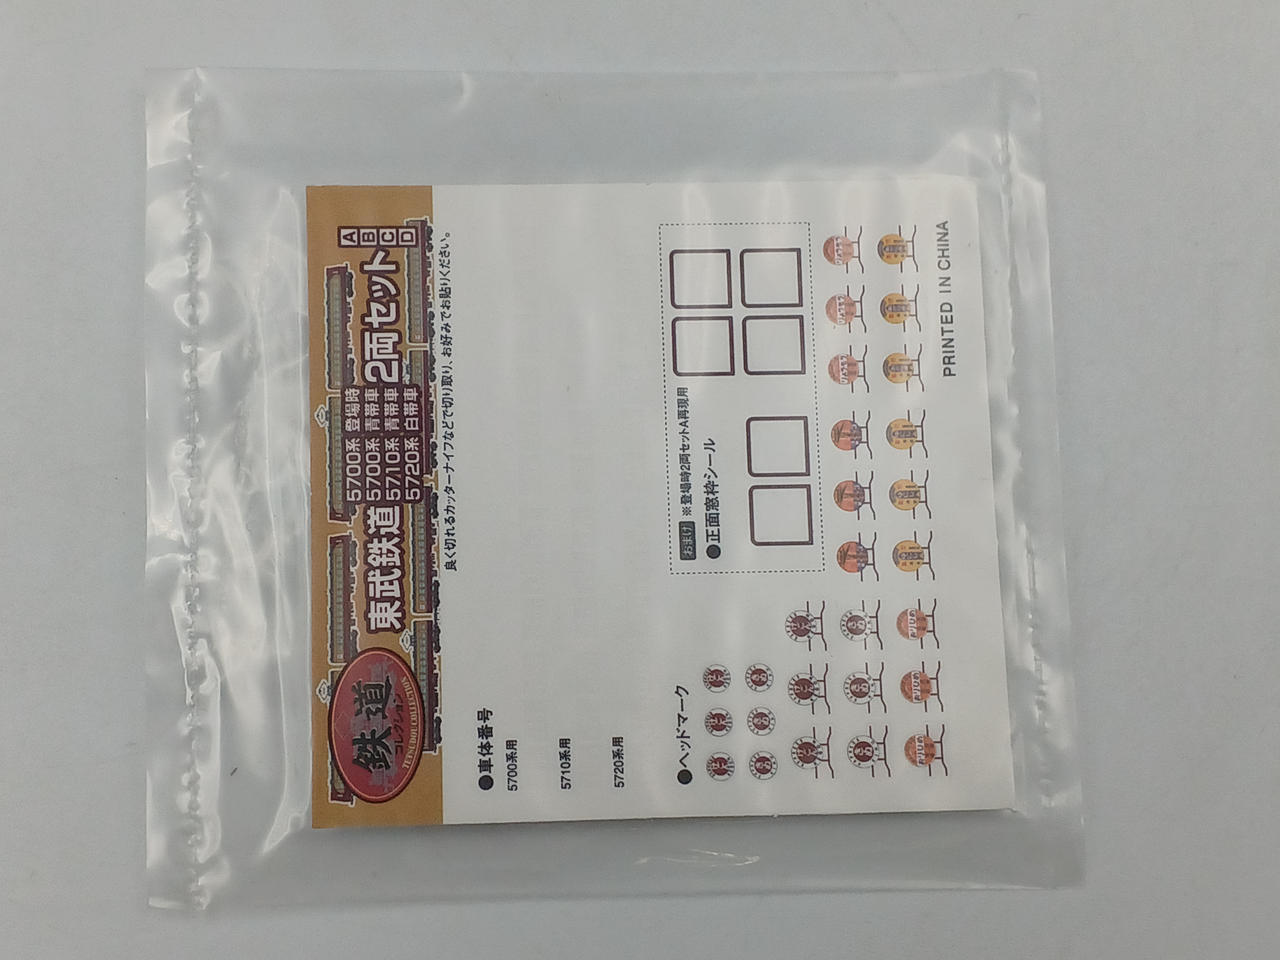 鉄道
コレクション
TETSUDOU COLLECTION
東武鉄道
5700系 登場時
5700系 青帯車
5710系 青帯車
5720系 白帯車
2両セット
A
B
C
D
良く切れるカッターナイフなどで切り取り、お好みでお貼りください。
●車体番号
5700系用
5710系用
5720系用
●ヘッドマーク
おまけ ※登場時2両セットA再現用
●正面窓枠シール
PRINTED IN CHINA